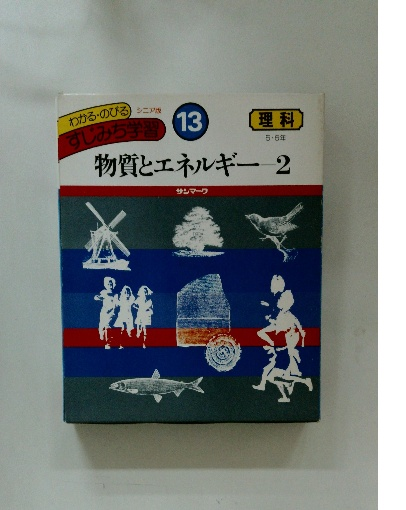 わかる・のびる シニア版
すじみち学習
13
理科
5・6年
物質とエネルギー—2
サンマーク